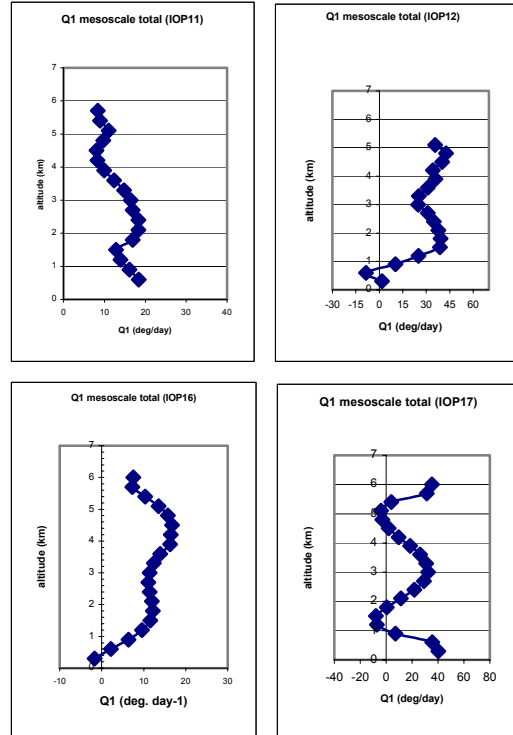 Q1 mesoscale total (IOP11)
7
6
5
4
3
2
1
0
altitude (km)
0 10 20 30 40
Q1 (deg/day)
Q1 mesoscale total (IOP12)
7
6
5
4
3
2
1
0
altitude (km)
-30 -15 0 15 30 45 60
Q1 (deg/day)
Q1 mesoscale total (IOP16)
7
6
5
4
3
2
1
0
altitude (km)
-10 0 10 20 30
Q1 (deg. day-1)
Q1 mesoscale total (IOP17)
7
6
5
4
3
2
1
0
altitude (km)
-40 -20 0 20 40 60 80
Q1 (deg/day)